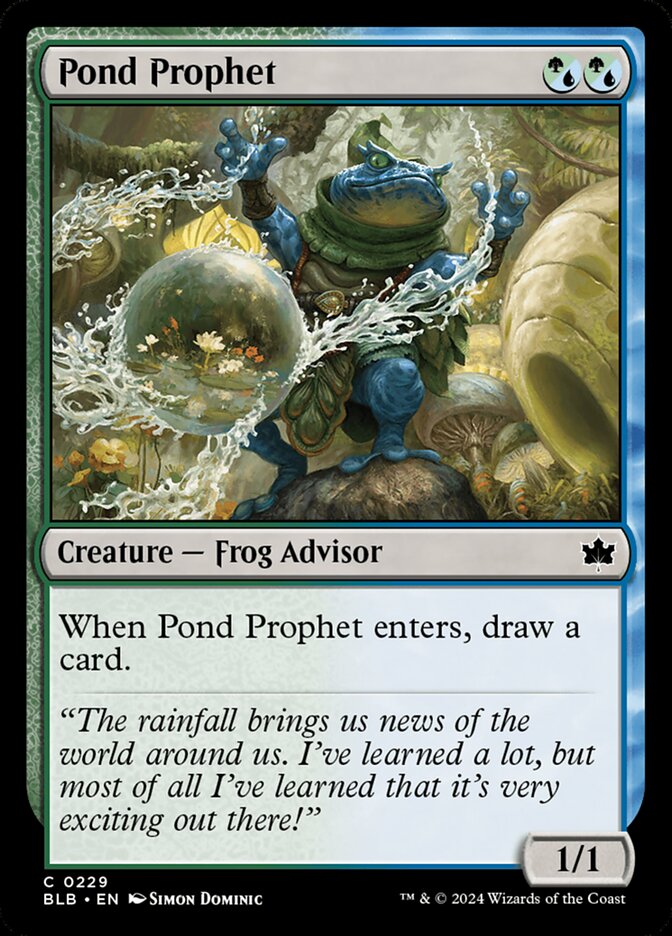 Pond Prophet
Creature — Frog Advisor
When Pond Prophet enters, draw a
card.
“The rainfall brings us news of the
world around us. I’ve learned a lot, but
most of all I’ve learned that it’s very
exciting out there!”
1/1
C 0229
BLB • EN Simon Dominic
™ & © 2024 Wizards of the Coast